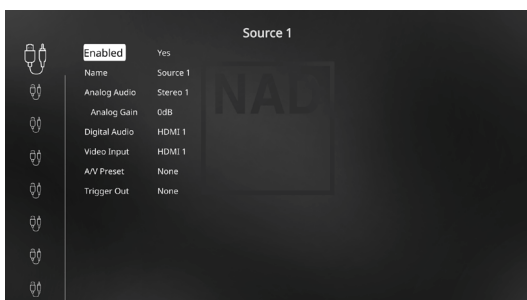 Source 1
Enabled Yes
Name Source 1
Analog Audio Stereo 1
Analog Gain 0dB
Digital Audio HDMI 1
Video Input HDMI 1
A/V Preset None
Trigger Out None
NAD